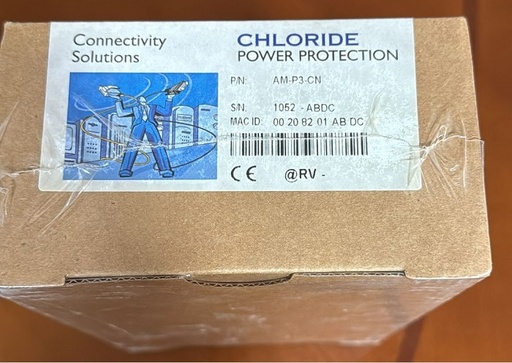 Connectivity
Solutions
CHLORIDE
POWER PROTECTION
P/N: AM-P3-CN
S/N: 1052 - ABDC
MAC ID: 00 20 82 01 AB DC
CE @RV -